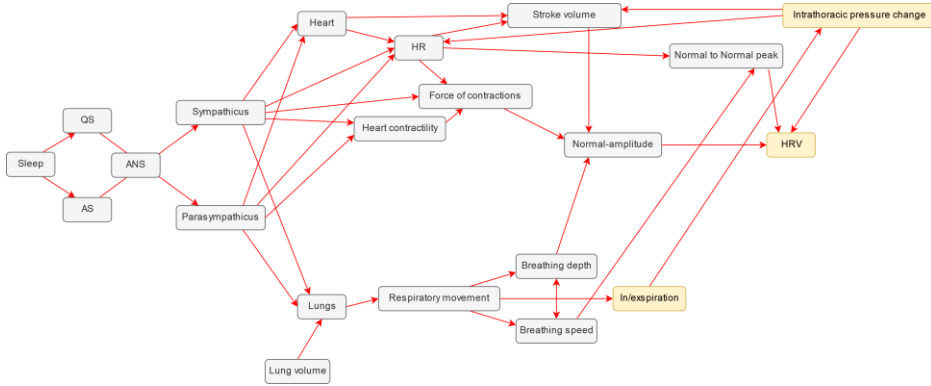 Stroke volume
Intrathoracic pressure change
Heart
HR
Normal to Normal peak
Force of contractions
Sympathicus
QS
Heart contractility
Sleep
ANS
Normal-amplitude
HRV
AS
Parasympathicus
Breathing depth
Respiratory movement
In/exspiration
Lungs
Breathing speed
Lung volume